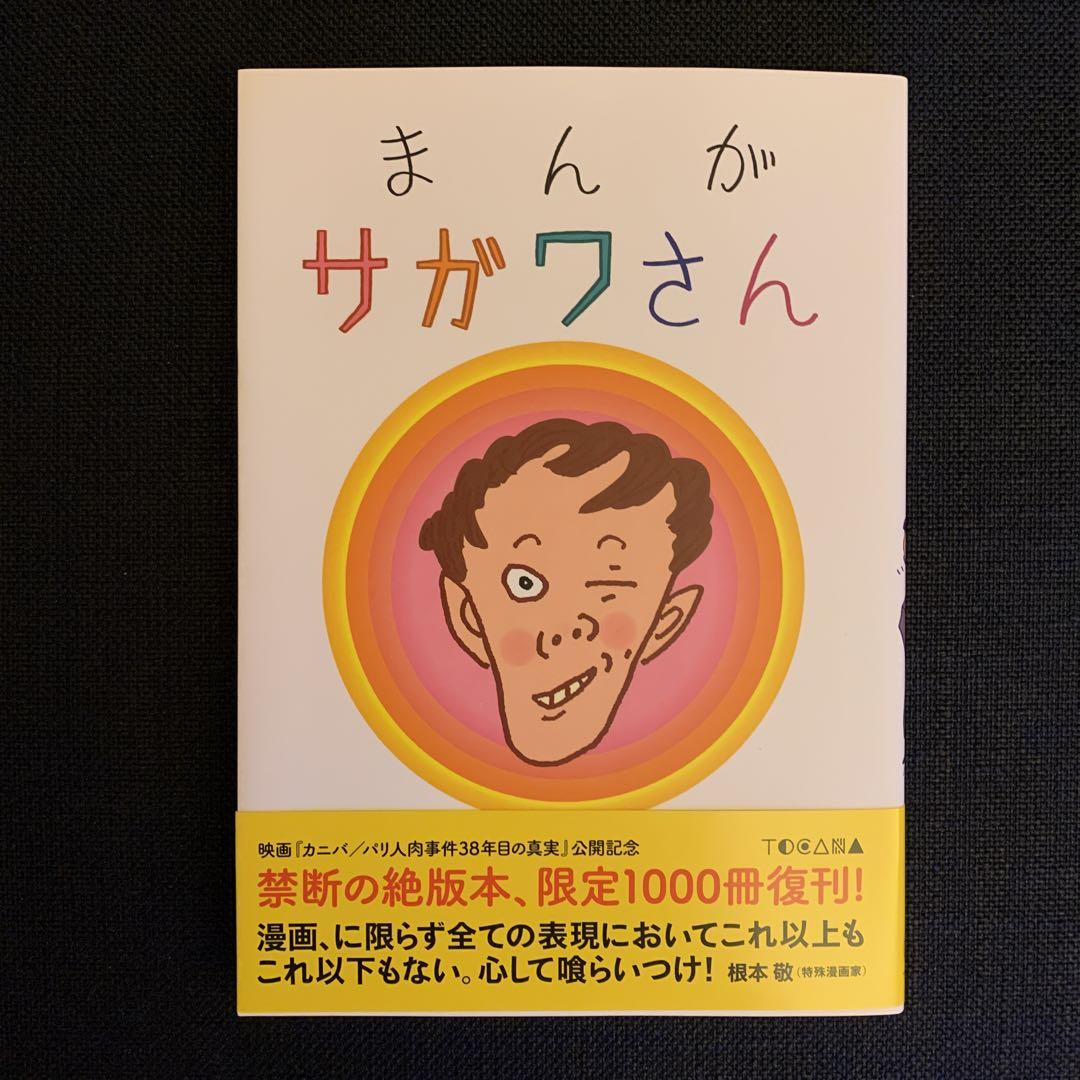 まんが
サガワさん
映画『カニバ／パリ人肉事件38年目の真実』公開記念
TOCANA
禁断の絶版本、限定1000冊復刊!
漫画、に限らず全ての表現においてこれ以上も
これ以下もない。心して喰らいつけ! 根本 敬(特殊漫画家)